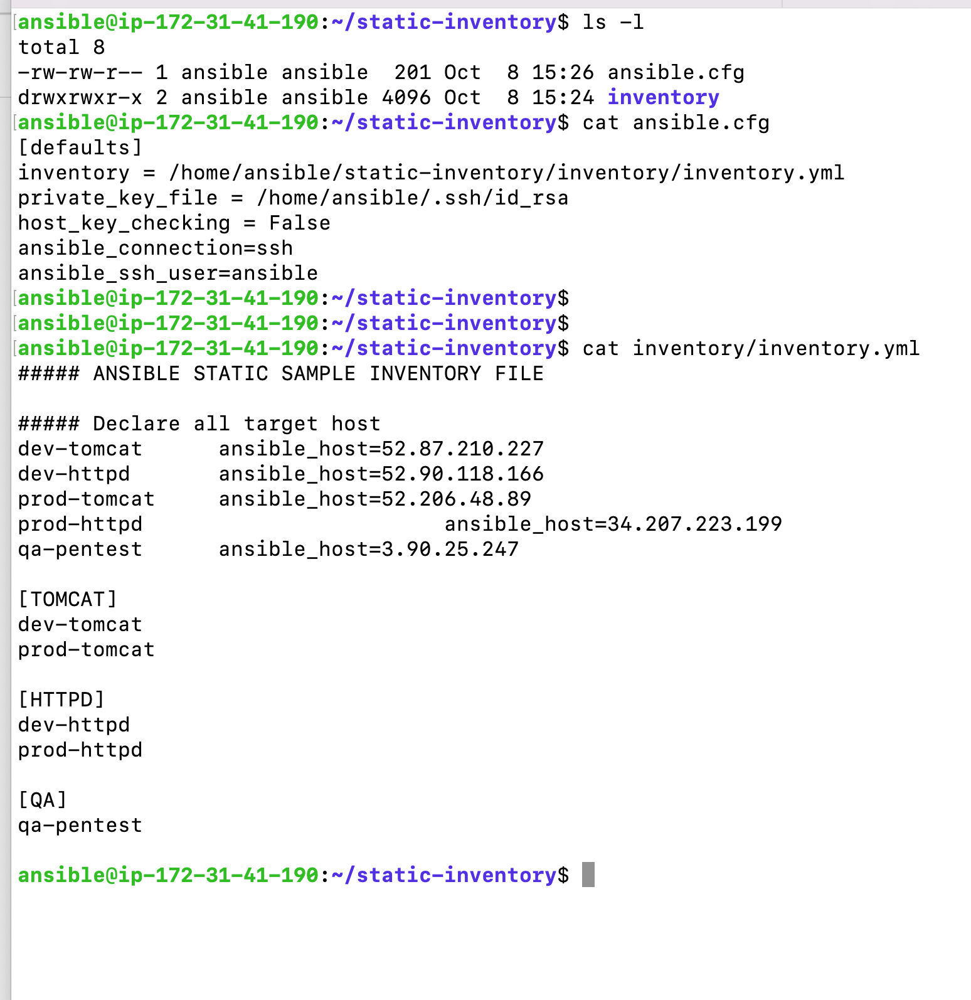 ansible@ip-172-31-41-190:~/static-inventory$ ls -l
total 8
-rw-rw-r-- 1 ansible ansible  201 Oct  8 15:26 ansible.cfg
drwxrwxr-x 2 ansible ansible 4096 Oct  8 15:24 inventory
ansible@ip-172-31-41-190:~/static-inventory$ cat ansible.cfg
[defaults]
inventory = /home/ansible/static-inventory/inventory/inventory.yml
private_key_file = /home/ansible/.ssh/id_rsa
host_key_checking = False
ansible_connection=ssh
ansible_ssh_user=ansible
ansible@ip-172-31-41-190:~/static-inventory$
ansible@ip-172-31-41-190:~/static-inventory$
ansible@ip-172-31-41-190:~/static-inventory$ cat inventory/inventory.yml
##### ANSIBLE STATIC SAMPLE INVENTORY FILE
##### Declare all target host
dev-tomcat      ansible_host=52.87.210.227
dev-httpd       ansible_host=52.90.118.166
prod-tomcat     ansible_host=52.206.48.89
prod-httpd                        ansible_host=34.207.223.199
qa-pentest      ansible_host=3.90.25.247
[TOMCAT]
dev-tomcat
prod-tomcat
[HTTPD]
dev-httpd
prod-httpd
[QA]
qa-pentest
ansible@ip-172-31-41-190:~/static-inventory$